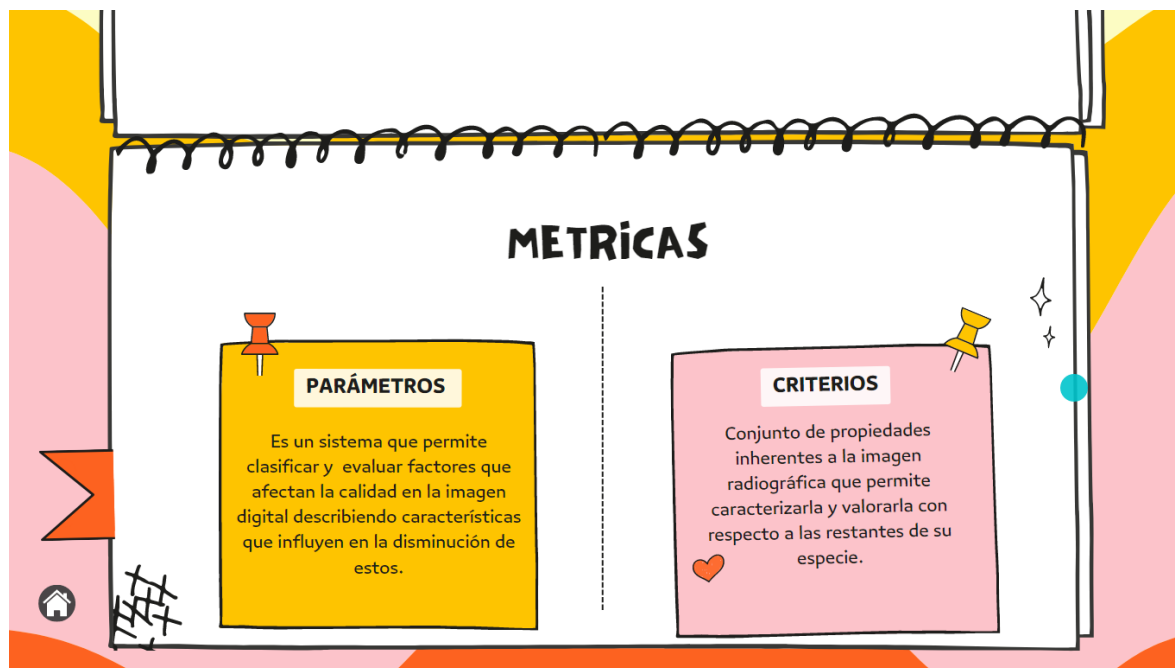 METRiCAS
PARÁMETROS
Es un sistema que permite
clasificar y evaluar factores que
afectan la calidad en la imagen
digital describiendo características
que influyen en la disminución de
estos.
CRITERIOS
Conjunto de propiedades
inherentes a la imagen
radiográfica que permite
caracterizarla y valorarla con
respecto a las restantes de su
especie.